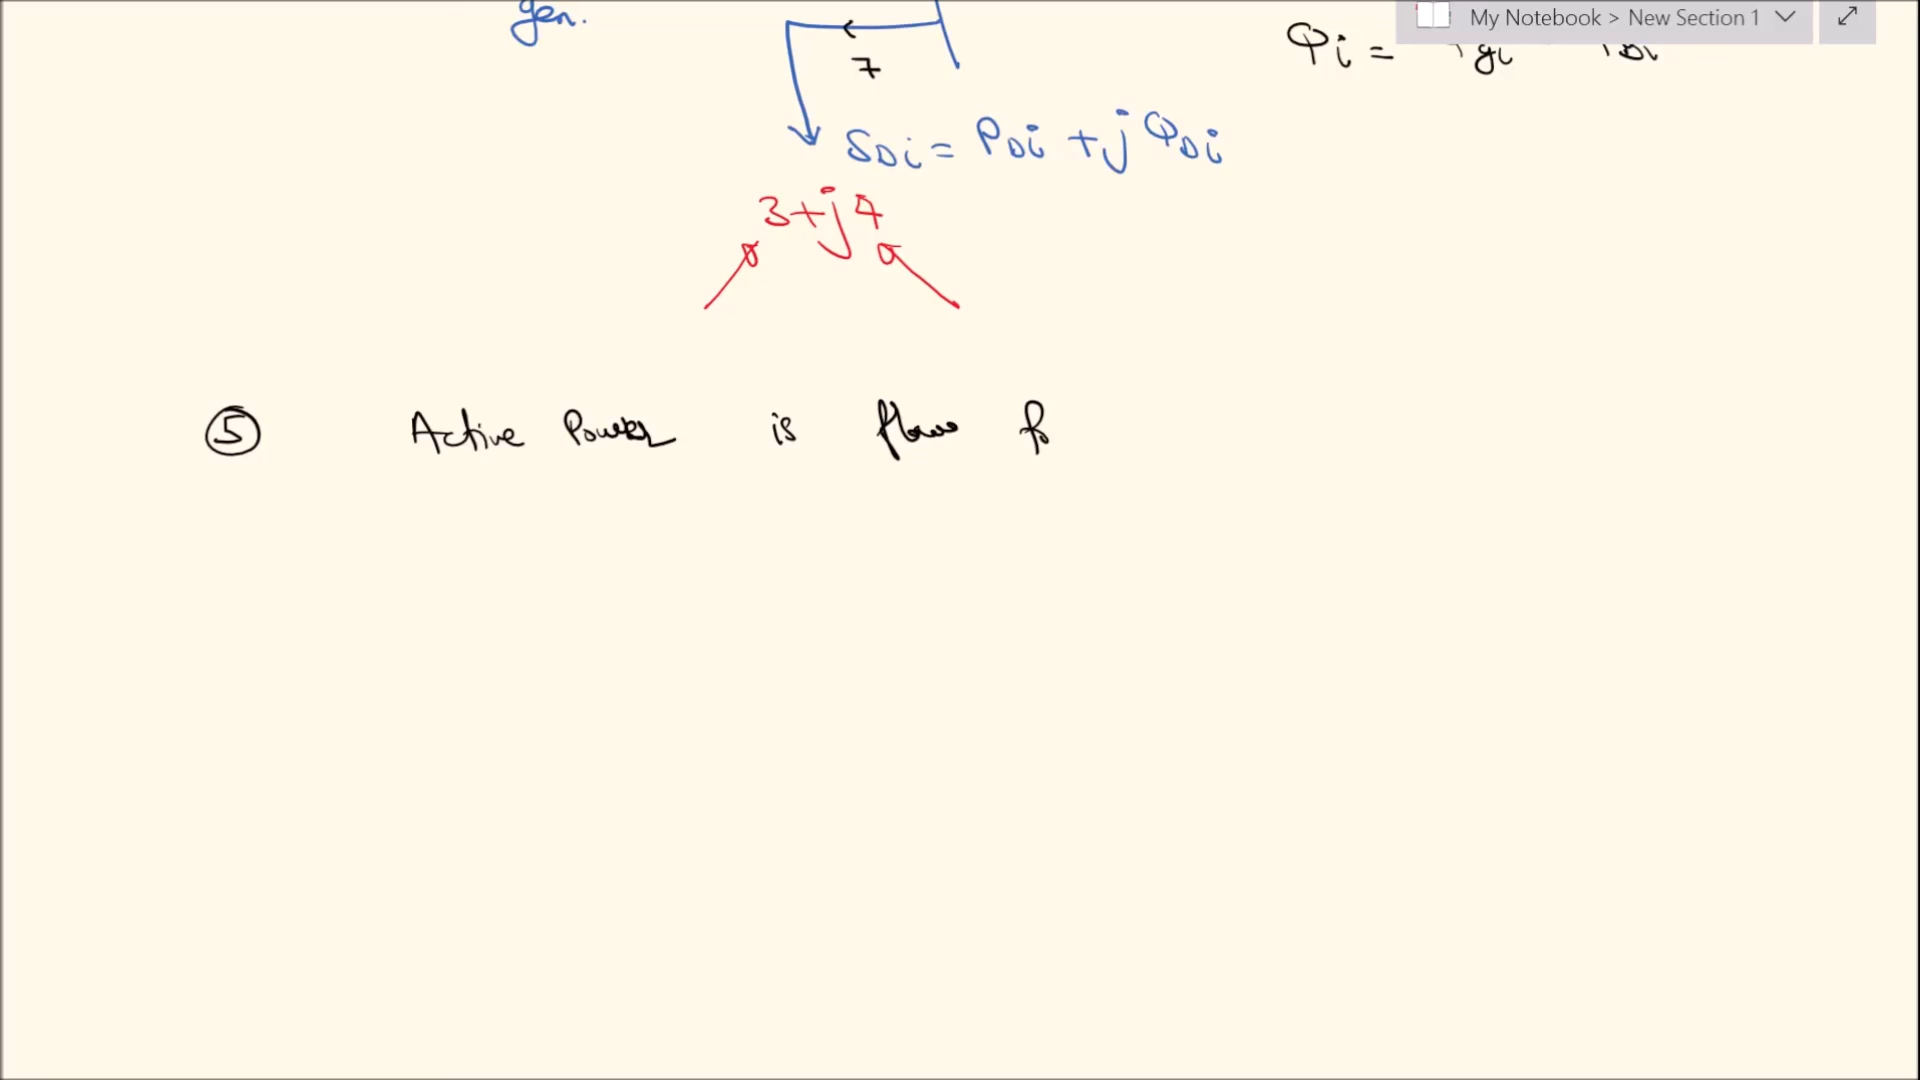 gen.
My Notebook > New Section 1
Qi =
7
SDi = PDi + j QDi
3+j4
5 Active Power is flow